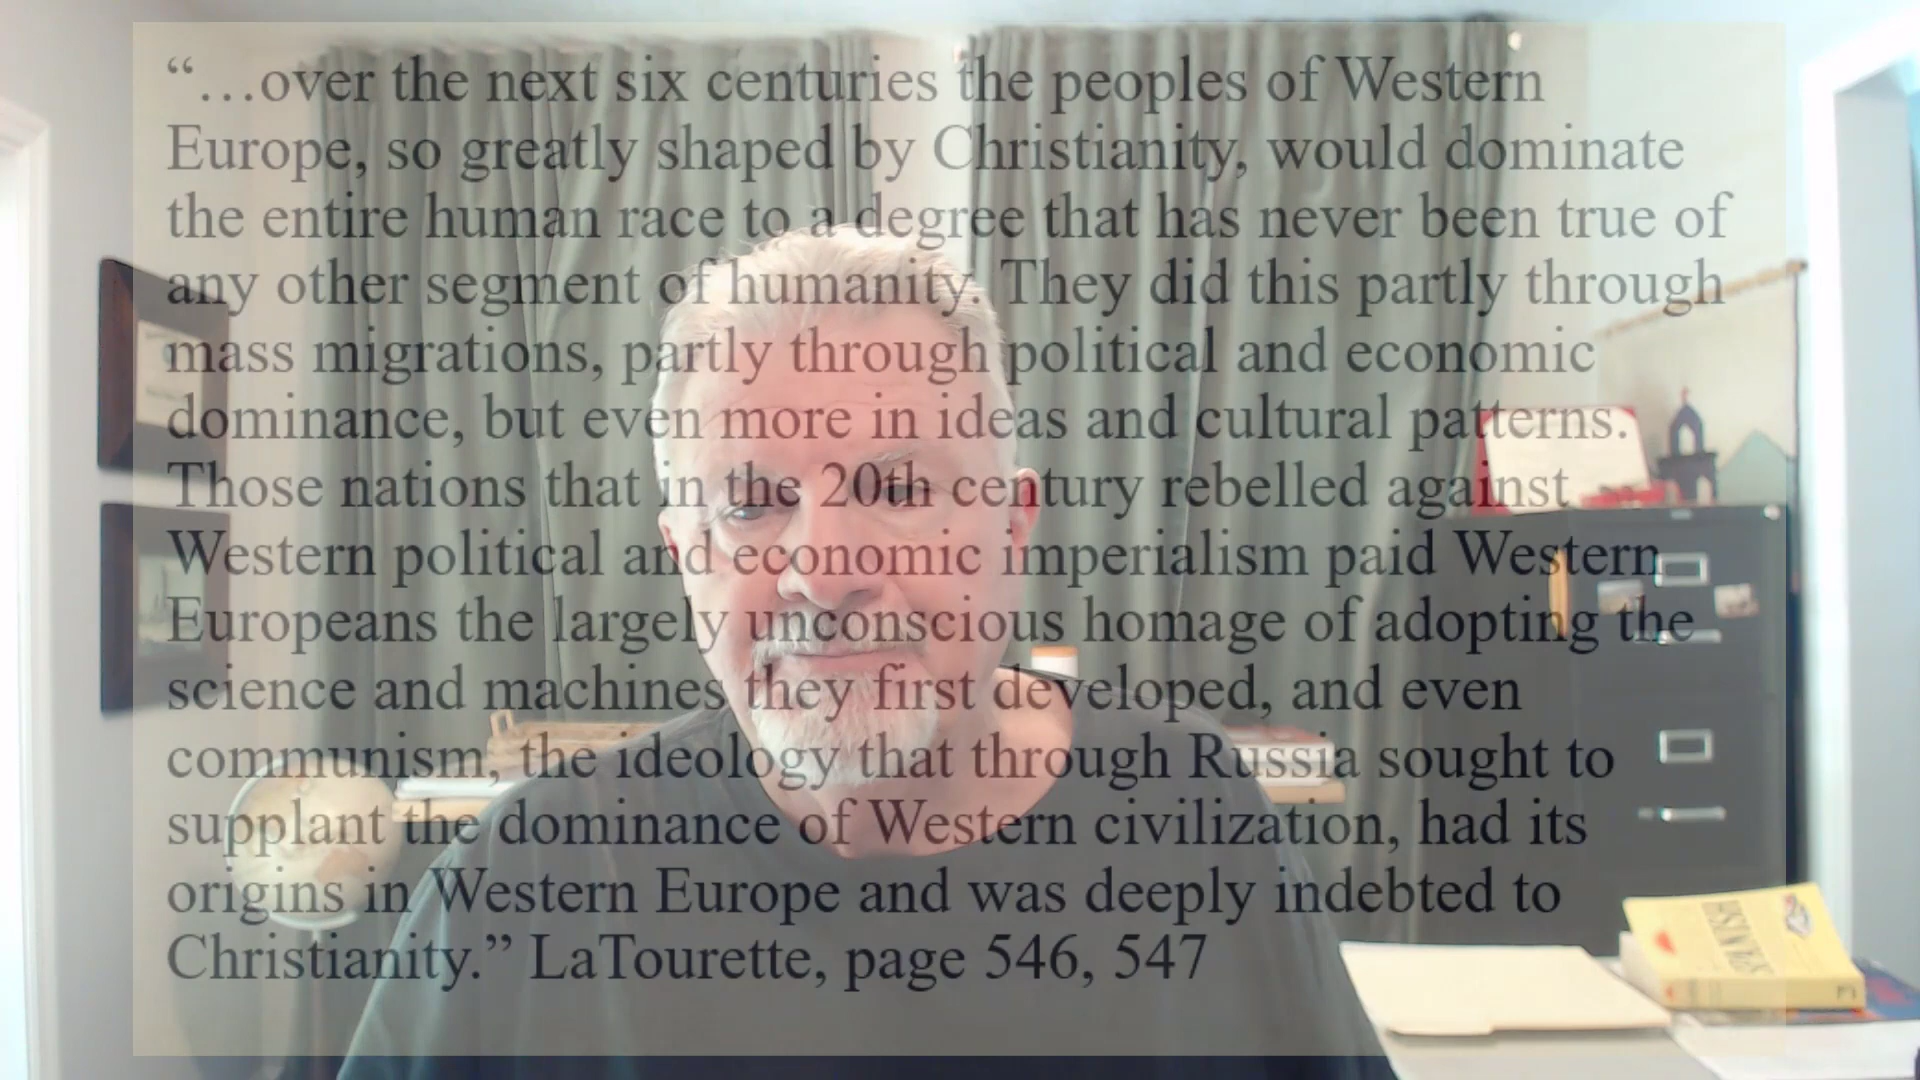 “…over the next six centuries the peoples of Western
Europe, so greatly shaped by Christianity, would dominate
the entire human race to a degree that has never been true of
any other segment of humanity. They did this partly through
mass migrations, partly through political and economic
dominance, but even more in ideas and cultural patterns.
Those nations that in the 20th century rebelled against
Western political and economic imperialism paid Western
Europeans the largely unconscious homage of adopting the
science and machines they first developed, and even
communism, the ideology that through Russia sought to
supplant the dominance of Western civilization, had its
origins in Western Europe and was deeply indebted to
Christianity.” LaTourette, page 546, 547
SPANISH